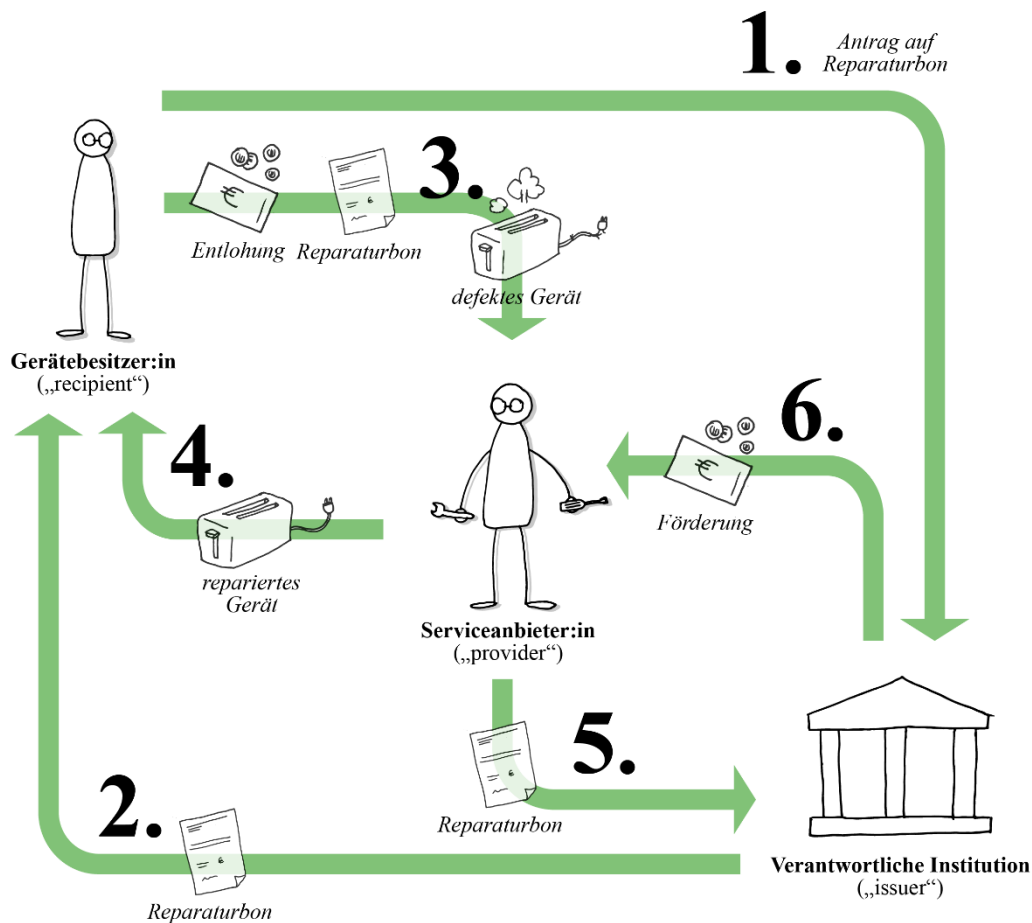 1.
Antrag auf
Reparaturbon
3.
€
Entlohung
Reparaturbon
defektes Gerät
Gerätebesitzer:in
(„recipient“)
4.
6.
€
Förderung
repariertes
Gerät
Serviceanbieter:in
(„provider“)
5.
Reparaturbon
2.
Reparaturbon
Verantwortliche Institution
(„issuer“)